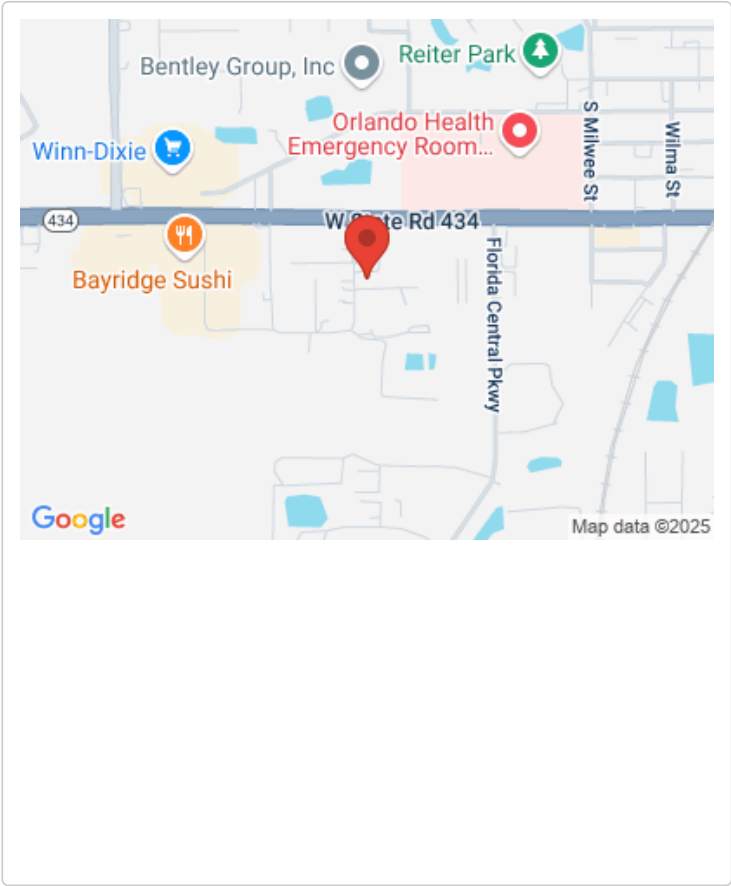 Bentley Group, Inc
Reiter Park
Orlando Health
Emergency Room...
S Milwee St
Wilma St
Winn-Dixie
434
W State Rd 434
Bayridge Sushi
Florida Central Pkwy
Google
Map data ©2025